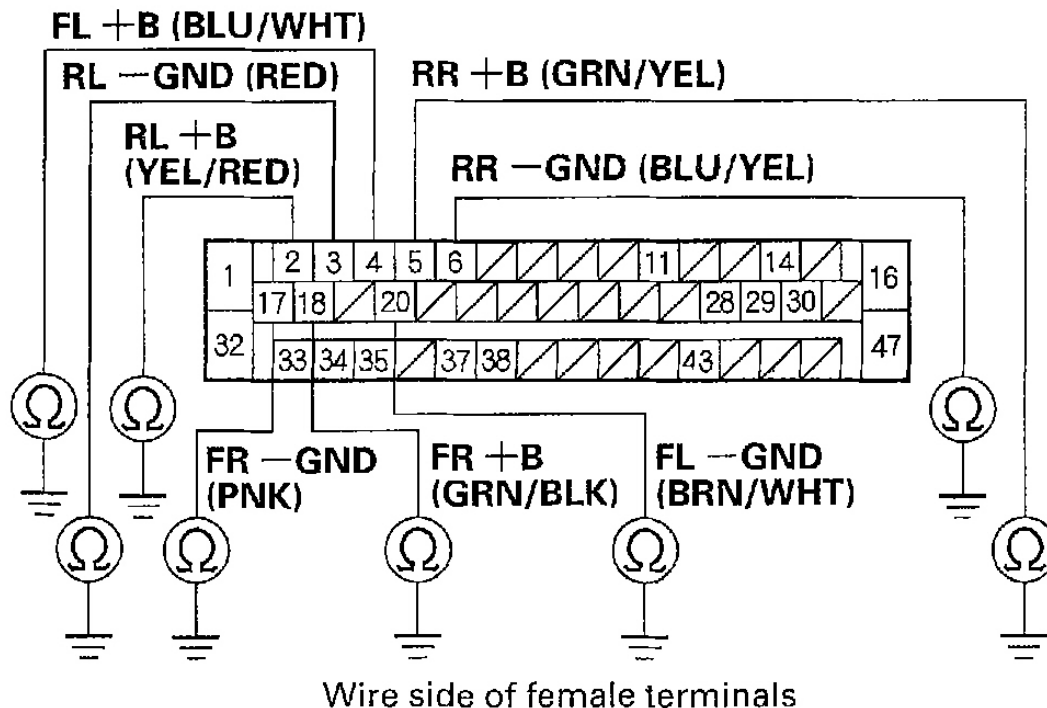 FL +B (BLU/WHT)
RL −GND (RED)
RR +B (GRN/YEL)
RL +B
(YEL/RED)
RR −GND (BLU/YEL)
1 2 3 4 5 6 11 14 16
17 18 20 28 29 30
32 33 34 35 37 38 43 47
Ω Ω Ω
FR −GND
(PNK)
FR +B
(GRN/BLK)
FL −GND
(BRN/WHT)
Ω Ω Ω Ω Ω
Wire side of female terminals